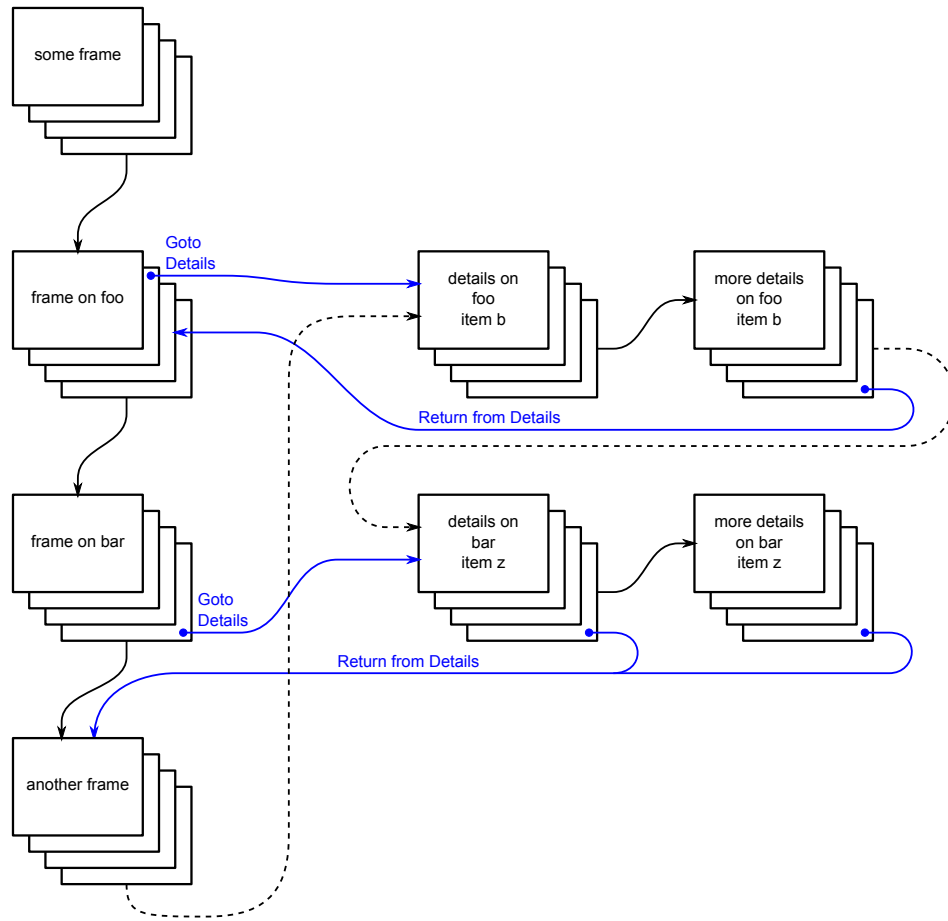 some frame
Goto
Details
frame on foo
details on
foo
item b
more details
on foo
item b
Return from Details
frame on bar
details on
bar
item z
more details
on bar
item z
Goto
Details
Return from Details
another frame